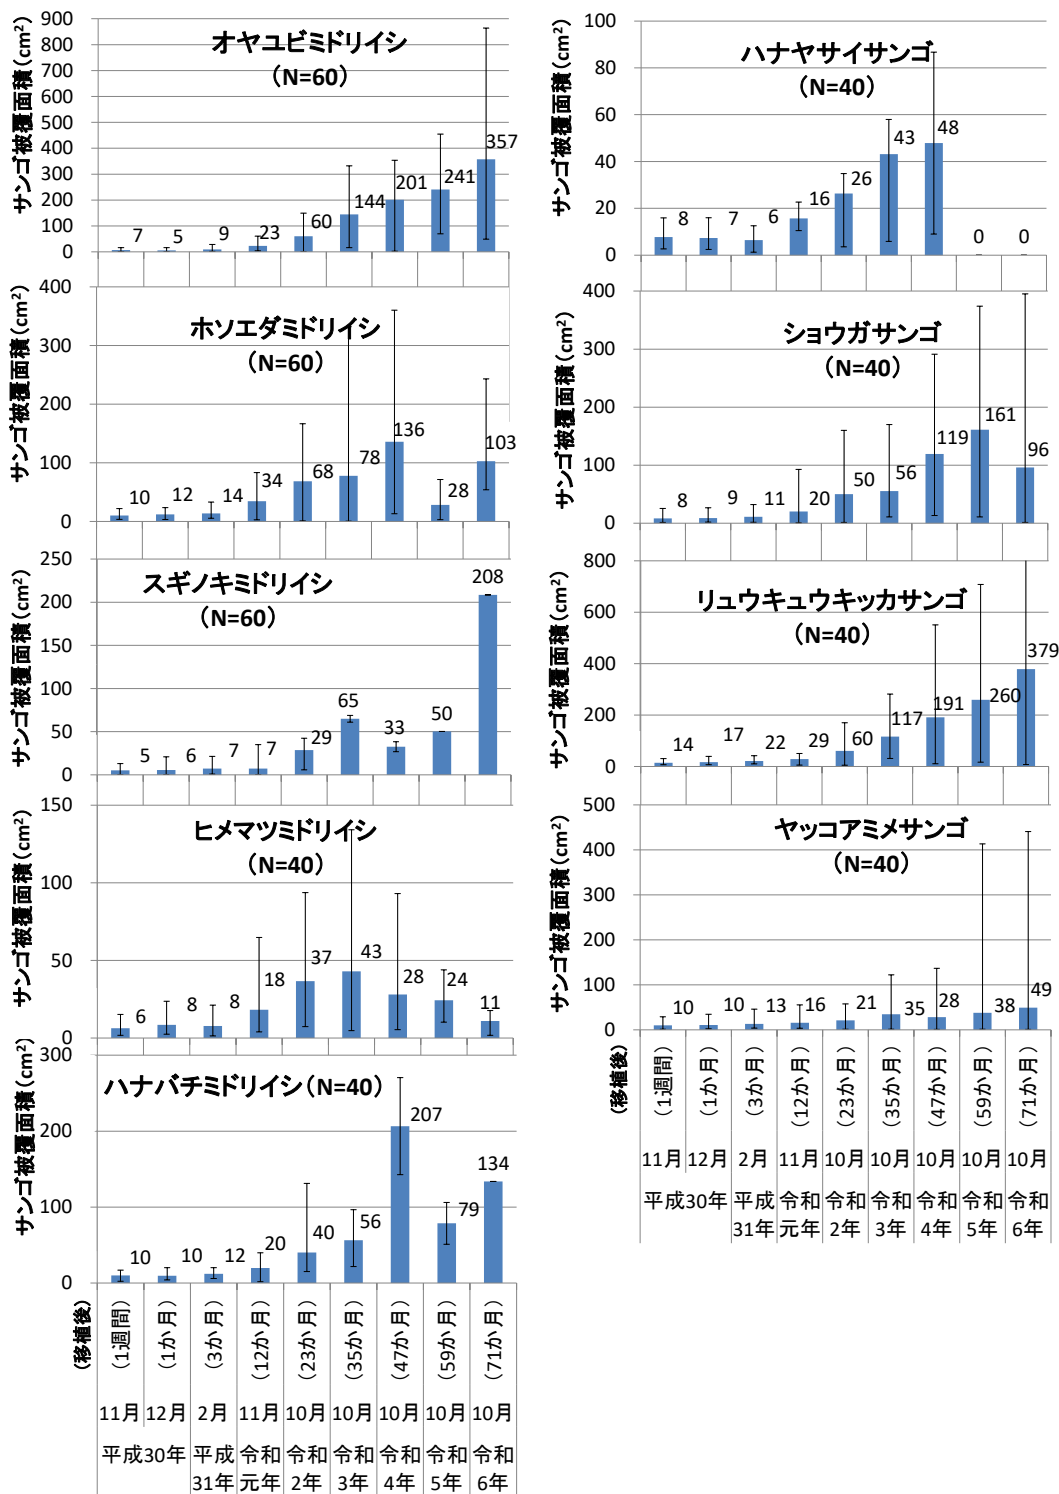 サンゴ被覆面積(cm²)
オヤユビミドリイシ
(N=60)
900
800
700
600
500
400
300
200
100
0
7
5
9
23
60
144
201
241
357
サンゴ被覆面積(cm²)
ホソエダミドリイシ
(N=60)
400
300
200
100
0
10
12
14
34
68
78
136
28
103
サンゴ被覆面積(cm²)
スギノキミドリイシ
(N=60)
250
200
150
100
50
0
5
6
7
7
29
65
33
50
208
サンゴ被覆面積(cm²)
ヒメマツミドリイシ
(N=40)
150
100
50
0
6
8
8
18
37
43
28
24
11
サンゴ被覆面積(cm²)
ハナバチミドリイシ(N=40)
300
200
100
0
10
10
12
20
40
56
207
79
134
(移植後)
(1週間)
(1か月)
(3か月)
(12か月)
(23か月)
(35か月)
(47か月)
(59か月)
(71か月)
11月 12月 2月 11月 10月 10月 10月 10月 10月
平成30年 平成 令和 令和 令和 令和 令和 令和
31年 元年 2年 3年 4年 5年 6年
サンゴ被覆面積(cm²)
ハナヤサイサンゴ
(N=40)
100
80
60
40
20
0
8
7
6
16
26
43
48
0
0
サンゴ被覆面積(cm²)
ショウガサンゴ
(N=40)
400
300
200
100
0
8
9
11
20
50
56
119
161
96
サンゴ被覆面積(cm²)
リュウキュウキッカサンゴ
(N=40)
800
600
400
200
0
14
17
22
29
60
117
191
260
379
サンゴ被覆面積(cm²)
ヤッコアミメサンゴ
(N=40)
500
400
300
200
100
0
10
10
13
16
21
35
28
38
49
(移植後)
(1週間)
(1か月)
(3か月)
(12か月)
(23か月)
(35か月)
(47か月)
(59か月)
(71か月)
11月 12月 2月 11月 10月 10月 10月 10月 10月
平成30年 平成 令和 令和 令和 令和 令和 令和
31年 元年 2年 3年 4年 5年 6年